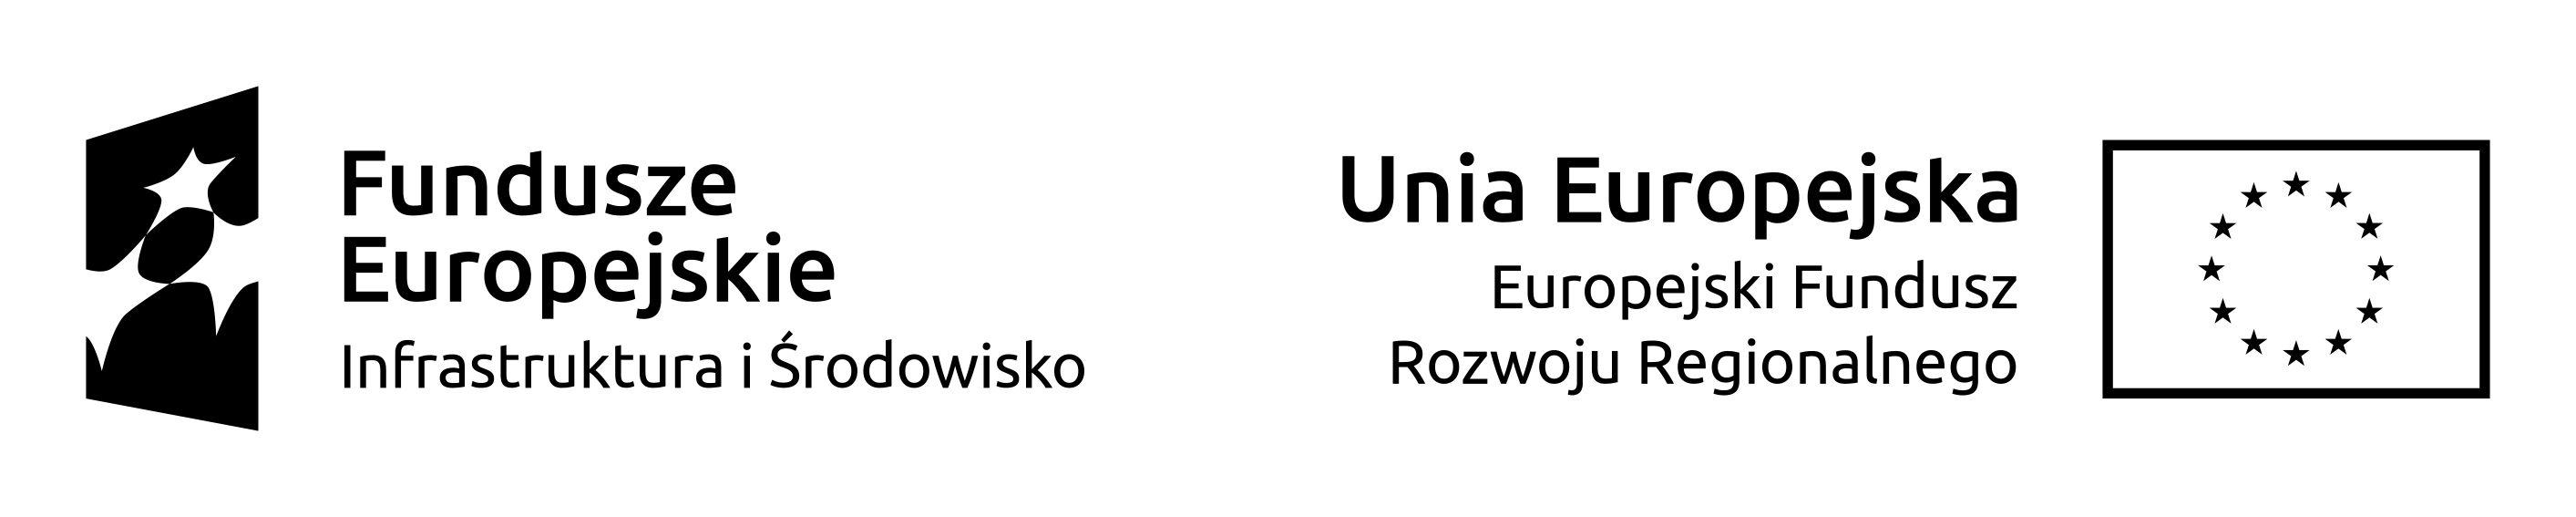 Fundusze
Europejskie
Infrastruktura i Środowisko
Unia Europejska
Europejski Fundusz
Rozwoju Regionalnego